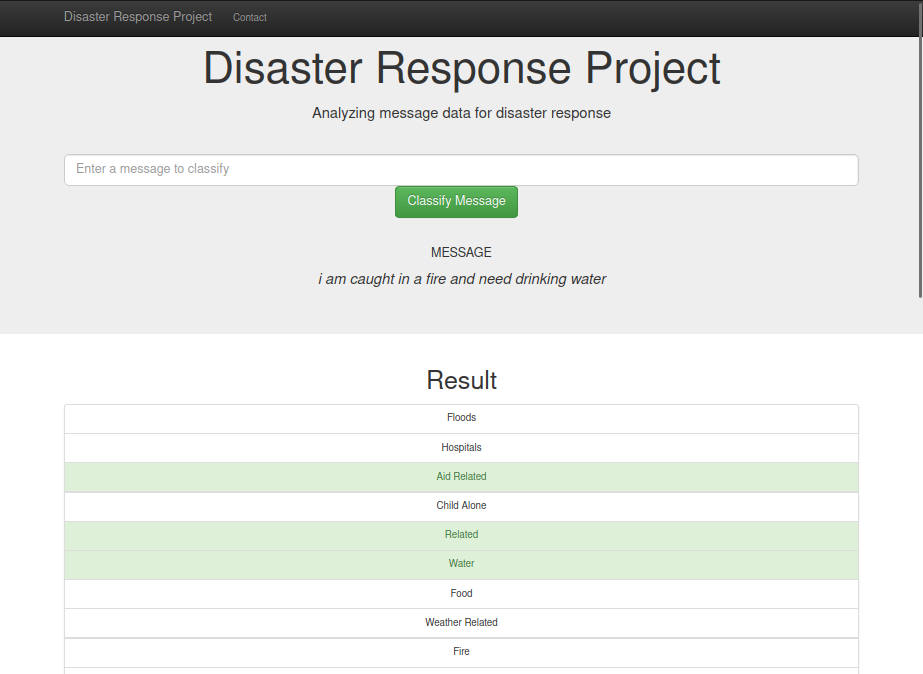 Disaster Response Project Contact
Disaster Response Project
Analyzing message data for disaster response
Enter a message to classify
Classify Message
MESSAGE
i am caught in a fire and need drinking water
Result
Floods
Hospitals
Aid Related
Child Alone
Related
Water
Food
Weather Related
Fire